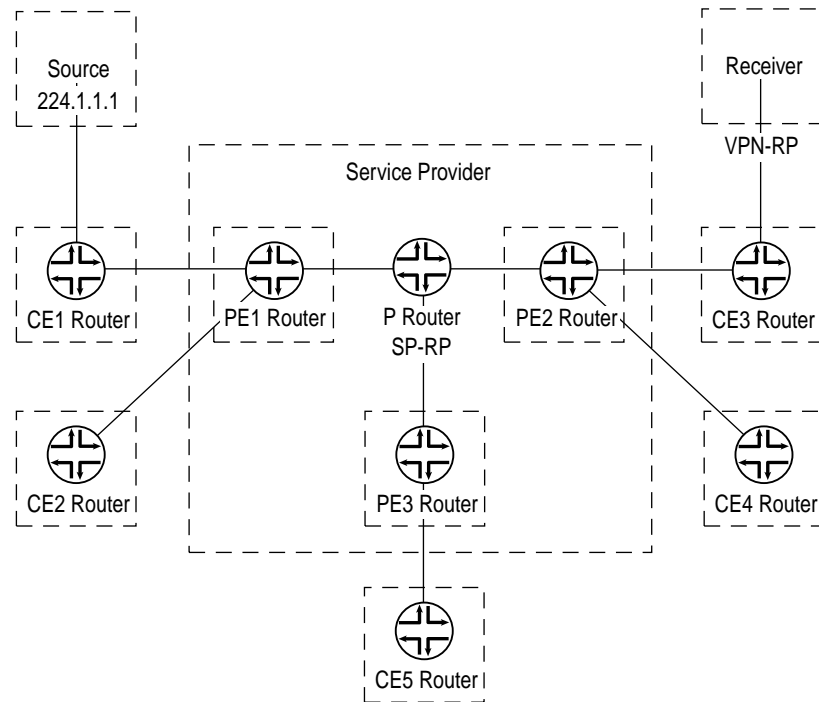 Source
224.1.1.1
Receiver
VPN-RP
Service Provider
CE1 Router
PE1 Router
P Router
SP-RP
PE2 Router
CE3 Router
CE2 Router
PE3 Router
CE4 Router
CE5 Router